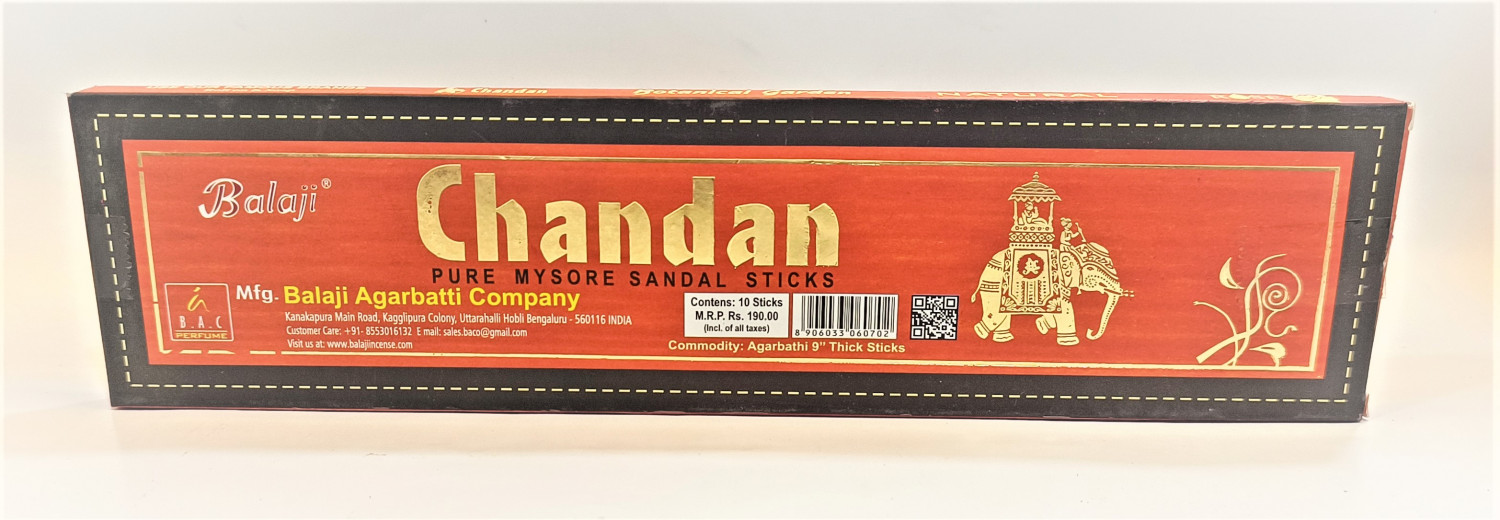 Chandan
Botanical Garden
NATURAL
Balaji®
Chandan
PURE MYSORE SANDAL STICKS
B.A.C
PERFUME
Mfg. Balaji Agarbatti Company
Kanakapura Main Road, Kagglipura Colony, Uttarahalli Hobli Bengaluru - 560116 INDIA
Customer Care: +91- 8553016132 E mail: sales.baco@gmail.com
Visit us at: www.balajiincense.com
Contens: 10 Sticks
M.R.P. Rs. 190.00
(Incl. of all taxes)
8 906033 060702
Commodity: Agarbathi 9" Thick Sticks